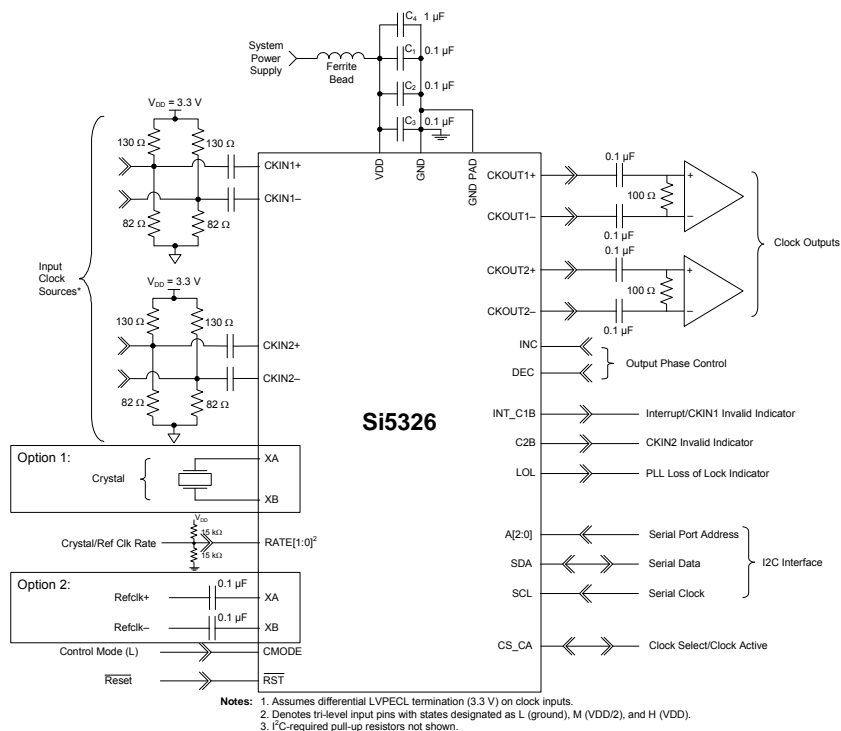 C4 1 µF
System
Power
Supply
Ferrite
Bead
C1 0.1 µF
C2 0.1 µF
C3 0.1 µF
VDD = 3.3 V
130 Ω 130 Ω
82 Ω 82 Ω
CKIN1+
CKIN1–
VDD
GND
GND PAD
CKOUT1+
CKOUT1–
0.1 µF
100 Ω
+
–
0.1 µF
Clock Outputs
CKOUT2+
CKOUT2–
0.1 µF
100 Ω
+
–
0.1 µF
Input
Clock
Sources*
VDD = 3.3 V
130 Ω 130 Ω
82 Ω 82 Ω
CKIN2+
CKIN2–
INC
DEC
Output Phase Control
Si5326
INT_C1B Interrupt/CKIN1 Invalid Indicator
C2B CKIN2 Invalid Indicator
LOL PLL Loss of Lock Indicator
Option 1:
Crystal
XA
XB
VDD
15 kΩ
15 kΩ
Crystal/Ref Clk Rate RATE[1:0]2
A[2:0] Serial Port Address
SDA Serial Data
SCL Serial Clock
I2C Interface
Option 2:
Refclk+ 0.1 µF XA
Refclk– 0.1 µF XB
CS_CA Clock Select/Clock Active
Control Mode (L) CMODE
Reset RST
Notes: 1. Assumes differential LVPECL termination (3.3 V) on clock inputs.
2. Denotes tri-level input pins with states designated as L (ground), M (VDD/2), and H (VDD).
3. I2C-required pull-up resistors not shown.